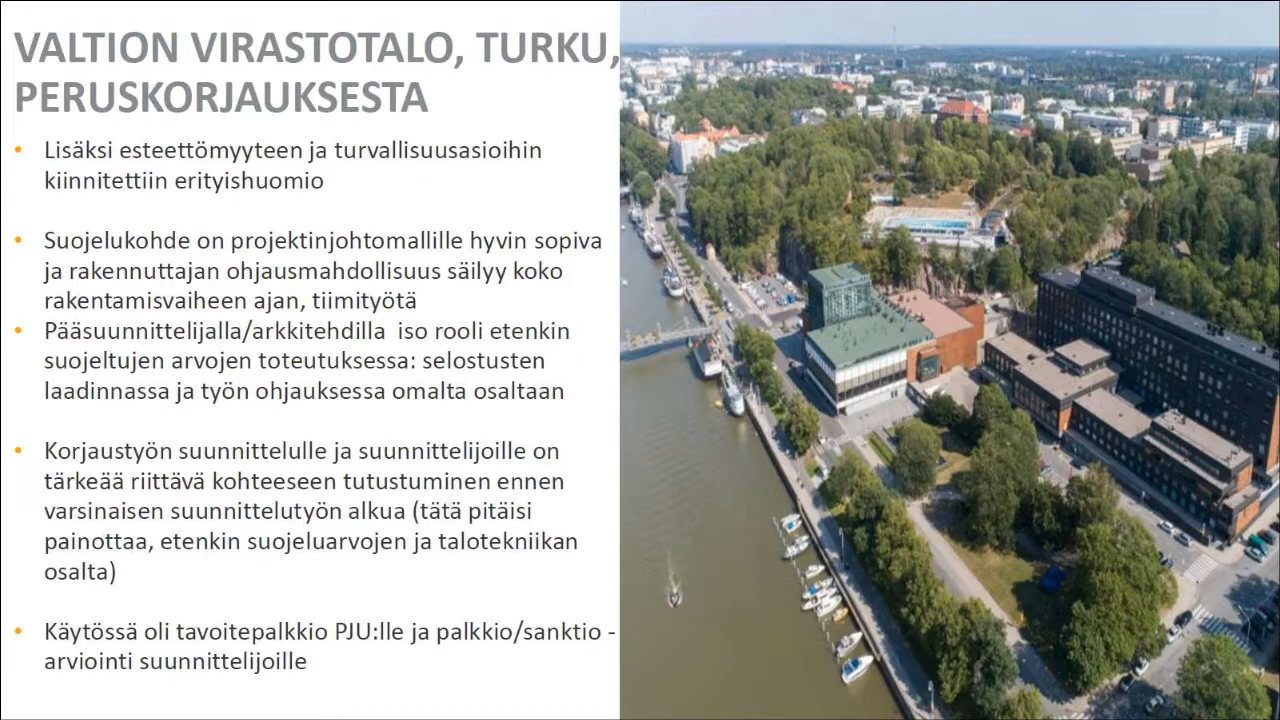 VALTION VIRASTOTALO, TURKU,
PERUSKORJAUKSESTA
• Lisäksi esteettömyyteen ja turvallisuusasioihin
kiinnitettiin erityishuomio
• Suojelukohde on projektinjohtomallille hyvin sopiva
ja rakennuttajan ohjausmahdollisuus säilyy koko
rakentamisvaiheen ajan, tiimityötä
• Pääsuunnittelijalla/arkkitehdilla  iso rooli etenkin
suojeltujen arvojen toteutuksessa: selostusten
laadinnassa ja työn ohjauksessa omalta osaltaan
• Korjaustyön suunnittelulle ja suunnittelijoille on
tärkeää riittävä kohteeseen tutustuminen ennen
varsinaisen suunnittelutyön alkua (tätä pitäisi
painottaa, etenkin suojeluarvojen ja talotekniikan
osalta)
• Käytössä oli tavoitepalkkio PJU:lle ja palkkio/sanktio -
arviointi suunnittelijoille